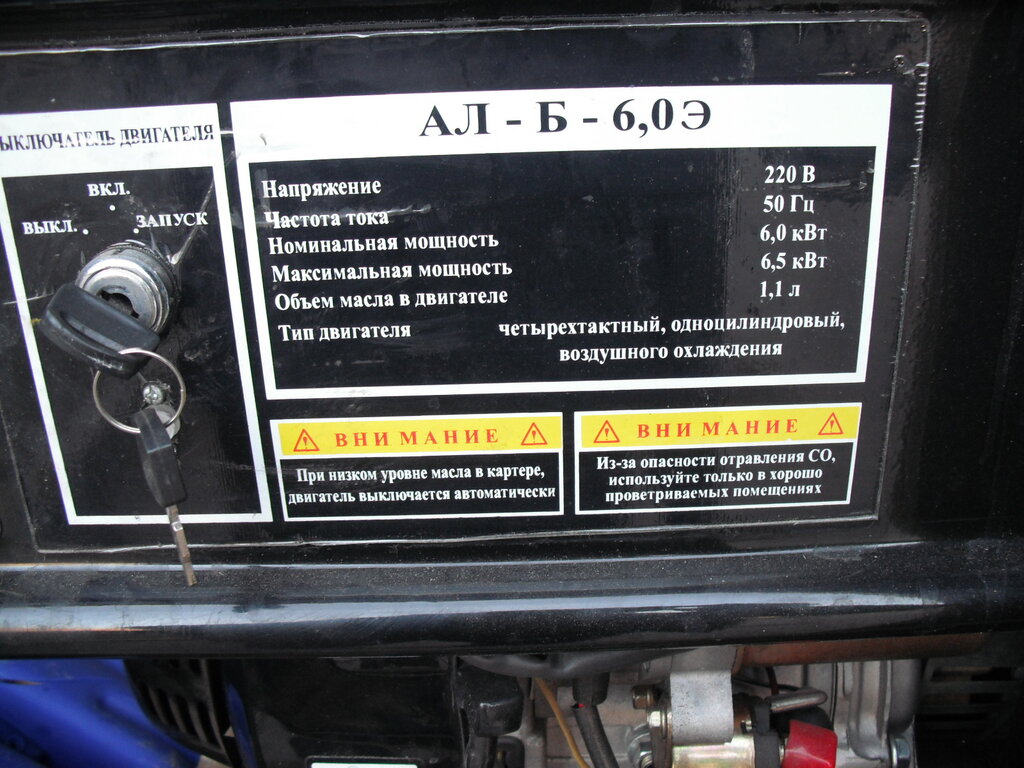 ЫКЛЮЧАТЕЛЬ ДВИГАТЕЛЯ
ВКЛ.
ВЫКЛ. ЗАПУСК
АЛ - Б - 6,0Э
Напряжение 220 В
Частота тока 50 Гц
Номинальная мощность 6,0 кВт
Максимальная мощность 6,5 кВт
Объем масла в двигателе 1,1 л
Тип двигателя четырехтактный, одноцилиндровый,
воздушного охлаждения
ВНИМАНИЕ
При низком уровне масла в картере,
двигатель выключается автоматически
ВНИМАНИЕ
Из-за опасности отравления СО,
используйте только в хорошо
проветриваемых помещениях